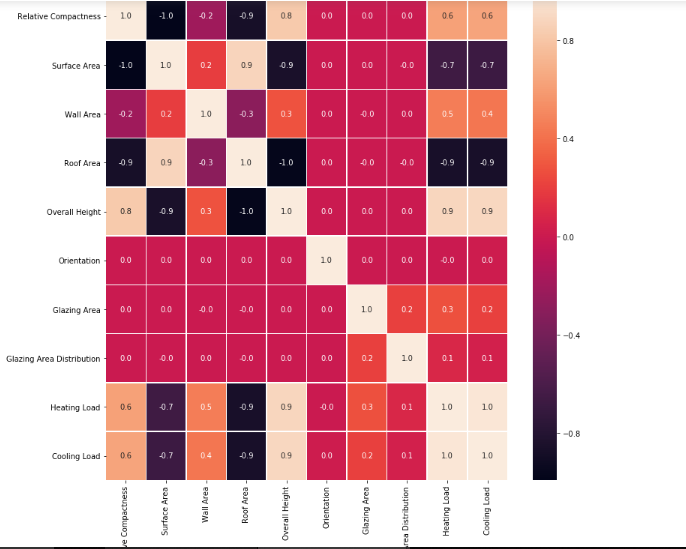 Relative Compactness 1.0 -1.0 -0.2 -0.9 0.8 0.0 0.0 0.0 0.6 0.6
0.8
Surface Area -1.0 1.0 0.2 0.9 -0.9 0.0 0.0 -0.0 -0.7 -0.7
Wall Area -0.2 0.2 1.0 -0.3 0.3 0.0 -0.0 0.0 0.5 0.4
0.4
Roof Area -0.9 0.9 -0.3 1.0 -1.0 0.0 -0.0 -0.0 -0.9 -0.9
Overall Height 0.8 -0.9 0.3 -1.0 1.0 0.0 0.0 0.0 0.9 0.9
0.0
Orientation 0.0 0.0 0.0 0.0 0.0 1.0 0.0 0.0 -0.0 0.0
Glazing Area 0.0 0.0 -0.0 -0.0 0.0 0.0 1.0 0.2 0.3 0.2
−0.4
Glazing Area Distribution 0.0 -0.0 0.0 -0.0 0.0 0.0 0.2 1.0 0.1 0.1
Heating Load 0.6 -0.7 0.5 -0.9 0.9 -0.0 0.3 0.1 1.0 1.0
−0.8
Cooling Load 0.6 -0.7 0.4 -0.9 0.9 0.0 0.2 0.1 1.0 1.0
ve Compactness
Surface Area
Wall Area
Roof Area
Overall Height
Orientation
Glazing Area
rea Distribution
Heating Load
Cooling Load